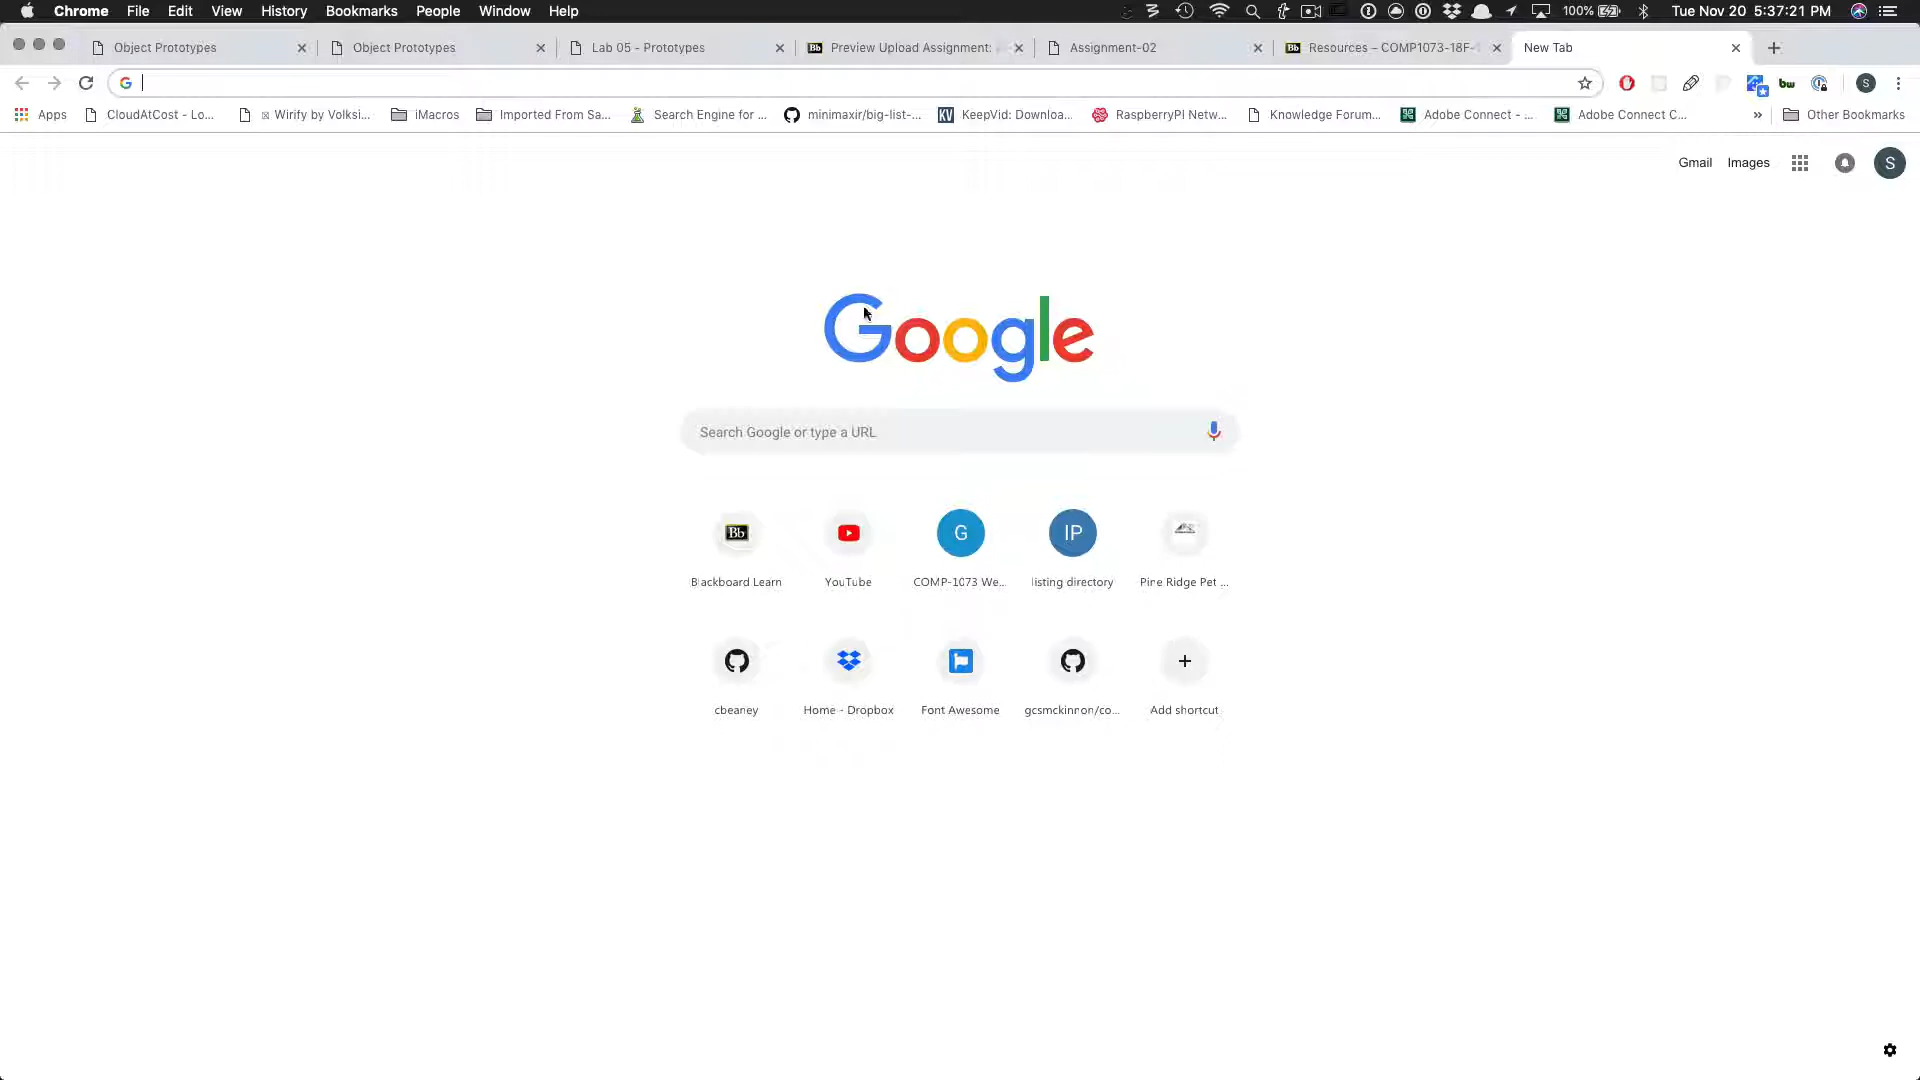 Chrome File Edit View History Bookmarks People Window Help 100% Tue Nov 20 5:37:21 PM
Object Prototypes Object Prototypes Lab 05 - Prototypes Preview Upload Assignment: Assignment-02 Resources – COMP1073-18F- New Tab
Apps CloudAtCost - Lo... Wirify by Volksi... iMacros Imported From Sa... Search Engine for ... minimaxir/big-list-... KeepVid: Downloa... RaspberryPI Netw... Knowledge Forum... Adobe Connect - ... Adobe Connect C... » Other Bookmarks
Gmail Images S
Google
Search Google or type a URL
Bb G IP
Blackboard Learn YouTube COMP-1073 We... listing directory Pine Ridge Pet ...
cbeaney Home - Dropbox Font Awesome gcsmckinnon/co... Add shortcut